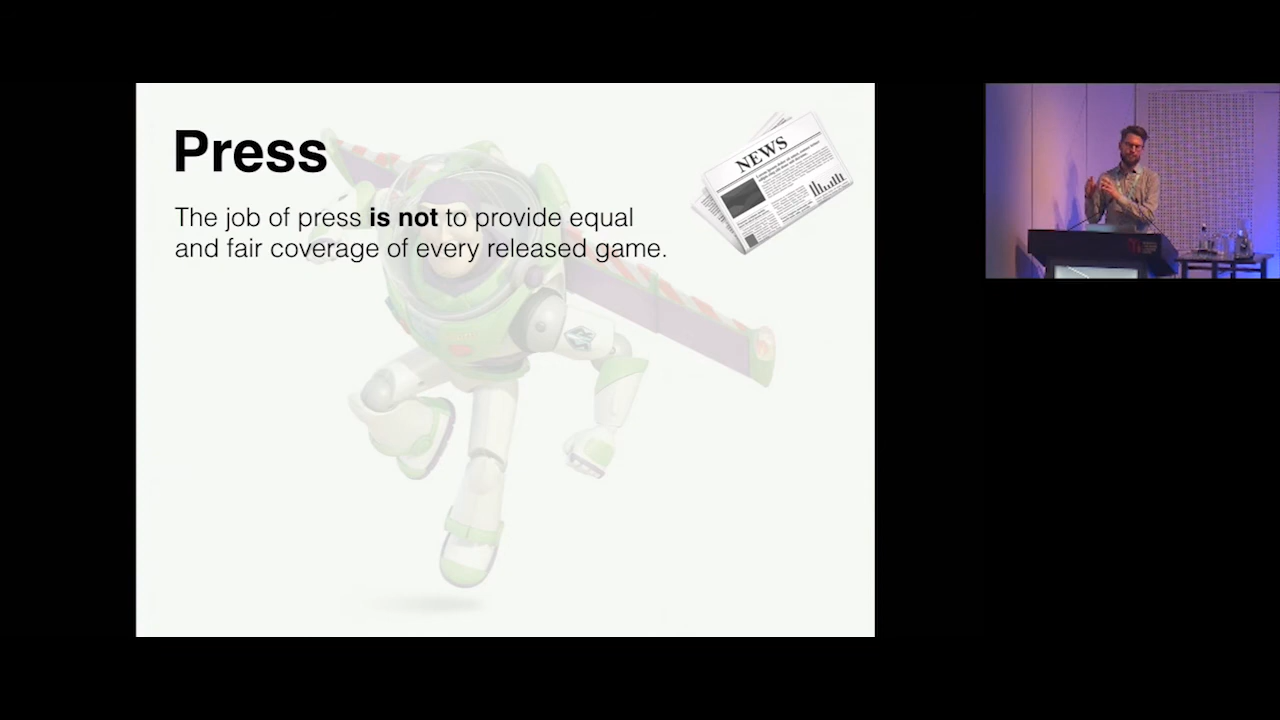 Press
The job of press is not to provide equal
and fair coverage of every released game.
NEWS